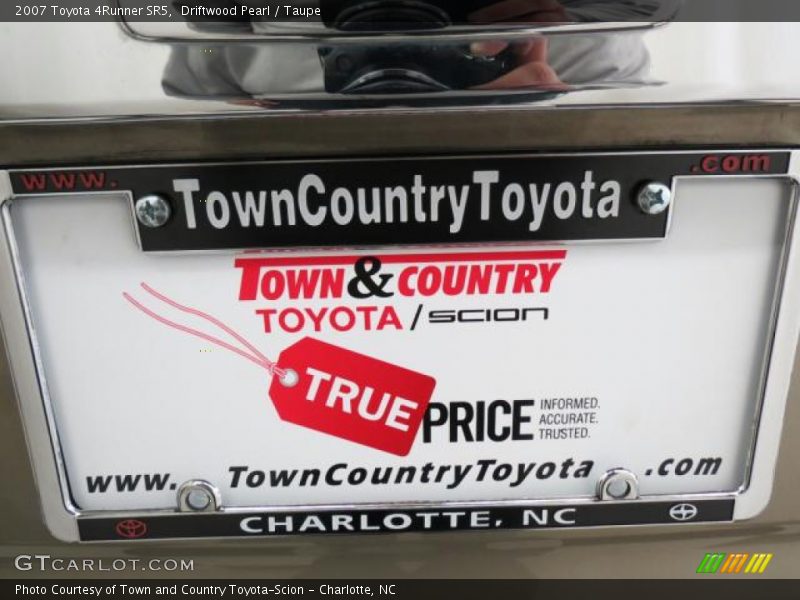 2007 Toyota 4Runner SR5, Driftwood Pearl / Taupe
www. .com
TownCountryToyota
TOWN & COUNTRY
TOYOTA / SCION
TRUE PRICE
INFORMED.
ACCURATE.
TRUSTED.
www. TownCountryToyota .com
CHARLOTTE, NC
GTCARLOT.COM
Photo Courtesy of Town and Country Toyota-Scion - Charlotte, NC